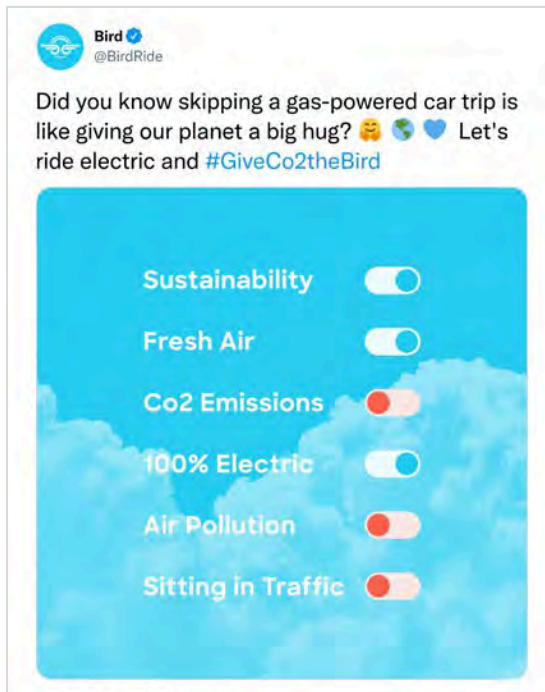 Bird
@BirdRide
Did you know skipping a gas-powered car trip is
like giving our planet a big hug? 🤗 🌎 💙 Let's
ride electric and #GiveCo2theBird
Sustainability
Fresh Air
Co2 Emissions
100% Electric
Air Pollution
Sitting in Traffic